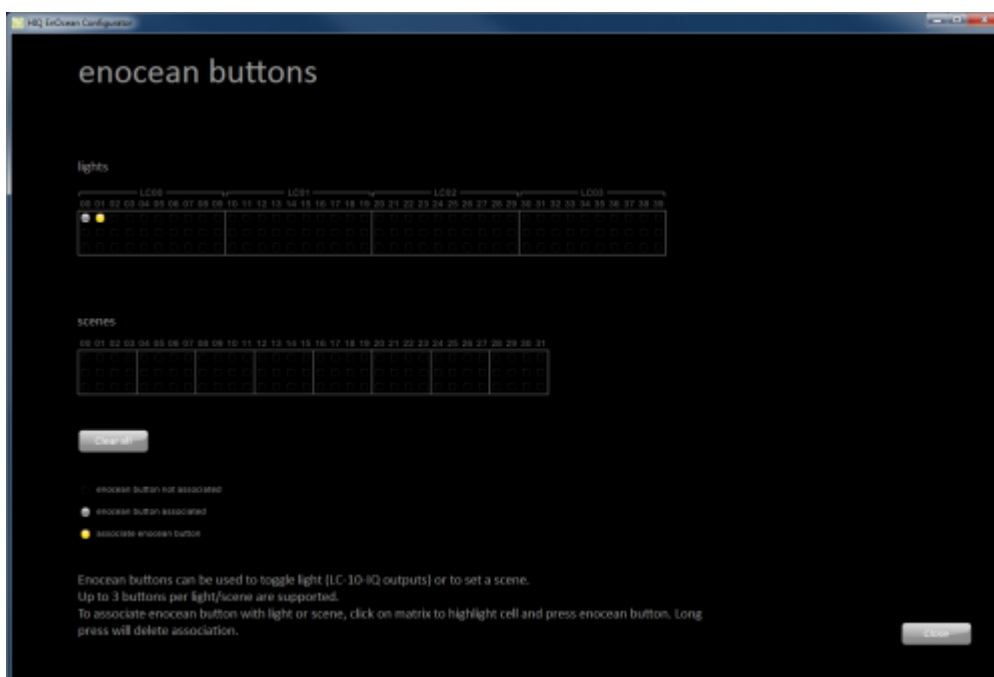 HIQ EnOcean Configurator
enocean buttons
lights
LC00 LC01 LC02 LC03
00 01 02 03 04 05 06 07 08 09 10 11 12 13 14 15 16 17 18 19 20 21 22 23 24 25 26 27 28 29 30 31 32 33 34 35 36 37 38 39
scenes
00 01 02 03 04 05 06 07 08 09 10 11 12 13 14 15 16 17 18 19 20 21 22 23 24 25 26 27 28 29 30 31
Clear all
enocean button not associated
enocean button associated
associate enocean button
Enocean buttons can be used to toggle light (LC-10-IQ outputs) or to set a scene.
Up to 3 buttons per light/scene are supported.
To associate enocean button with light or scene, click on matrix to highlight cell and press enocean button. Long
press will delete association.
Close